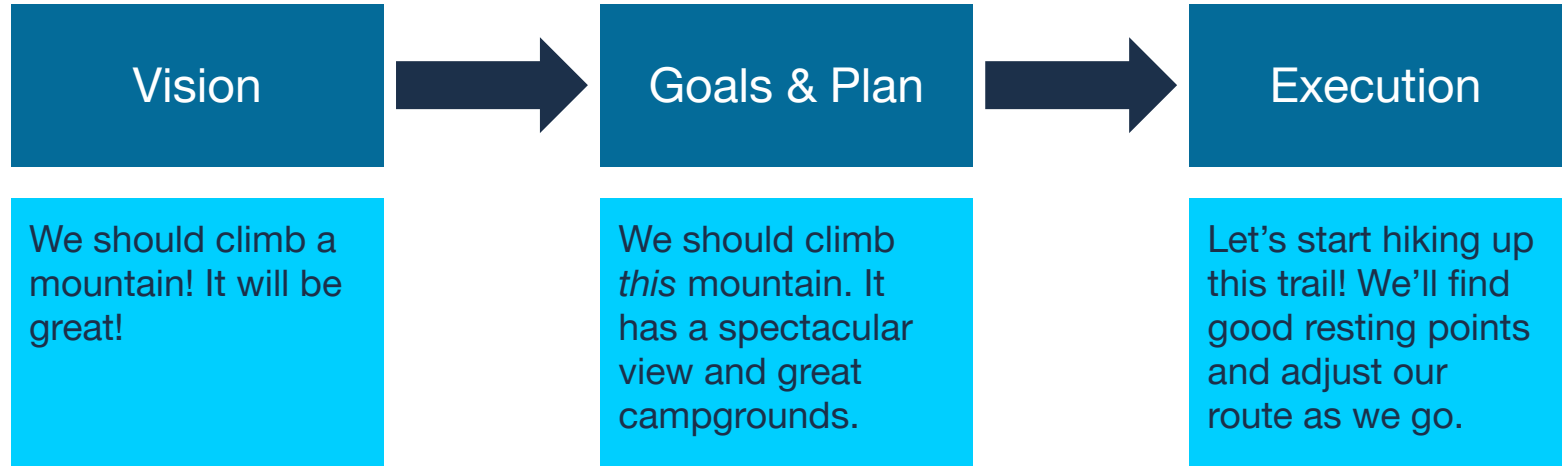 Vision
Goals & Plan
Execution
We should climb a
mountain! It will be
great!
We should climb
this mountain. It
has a spectacular
view and great
campgrounds.
Let’s start hiking up
this trail! We’ll find
good resting points
and adjust our
route as we go.